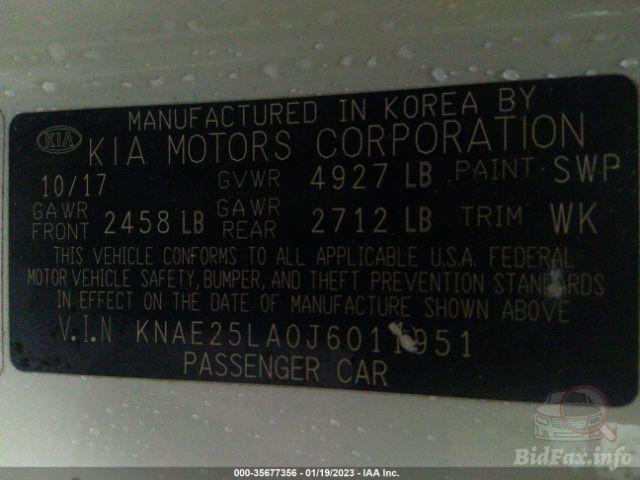 MANUFACTURED IN KOREA BY
KIA
KIA MOTORS CORPORATION
10/17 GVWR 4927 LB PAINT SWP
GAWR FRONT 2458 LB GAWR REAR 2712 LB TRIM WK
THIS VEHICLE CONFORMS TO ALL APPLICABLE U.S.A. FEDERAL
MOTOR VEHICLE SAFETY, BUMPER, AND THEFT PREVENTION STANDARDS
IN EFFECT ON THE DATE OF MANUFACTURE SHOWN ABOVE
V.I.N KNAE25LA0J6011951
PASSENGER CAR
BidFax.info
000-35677356 - 01/19/2023 - IAA Inc.